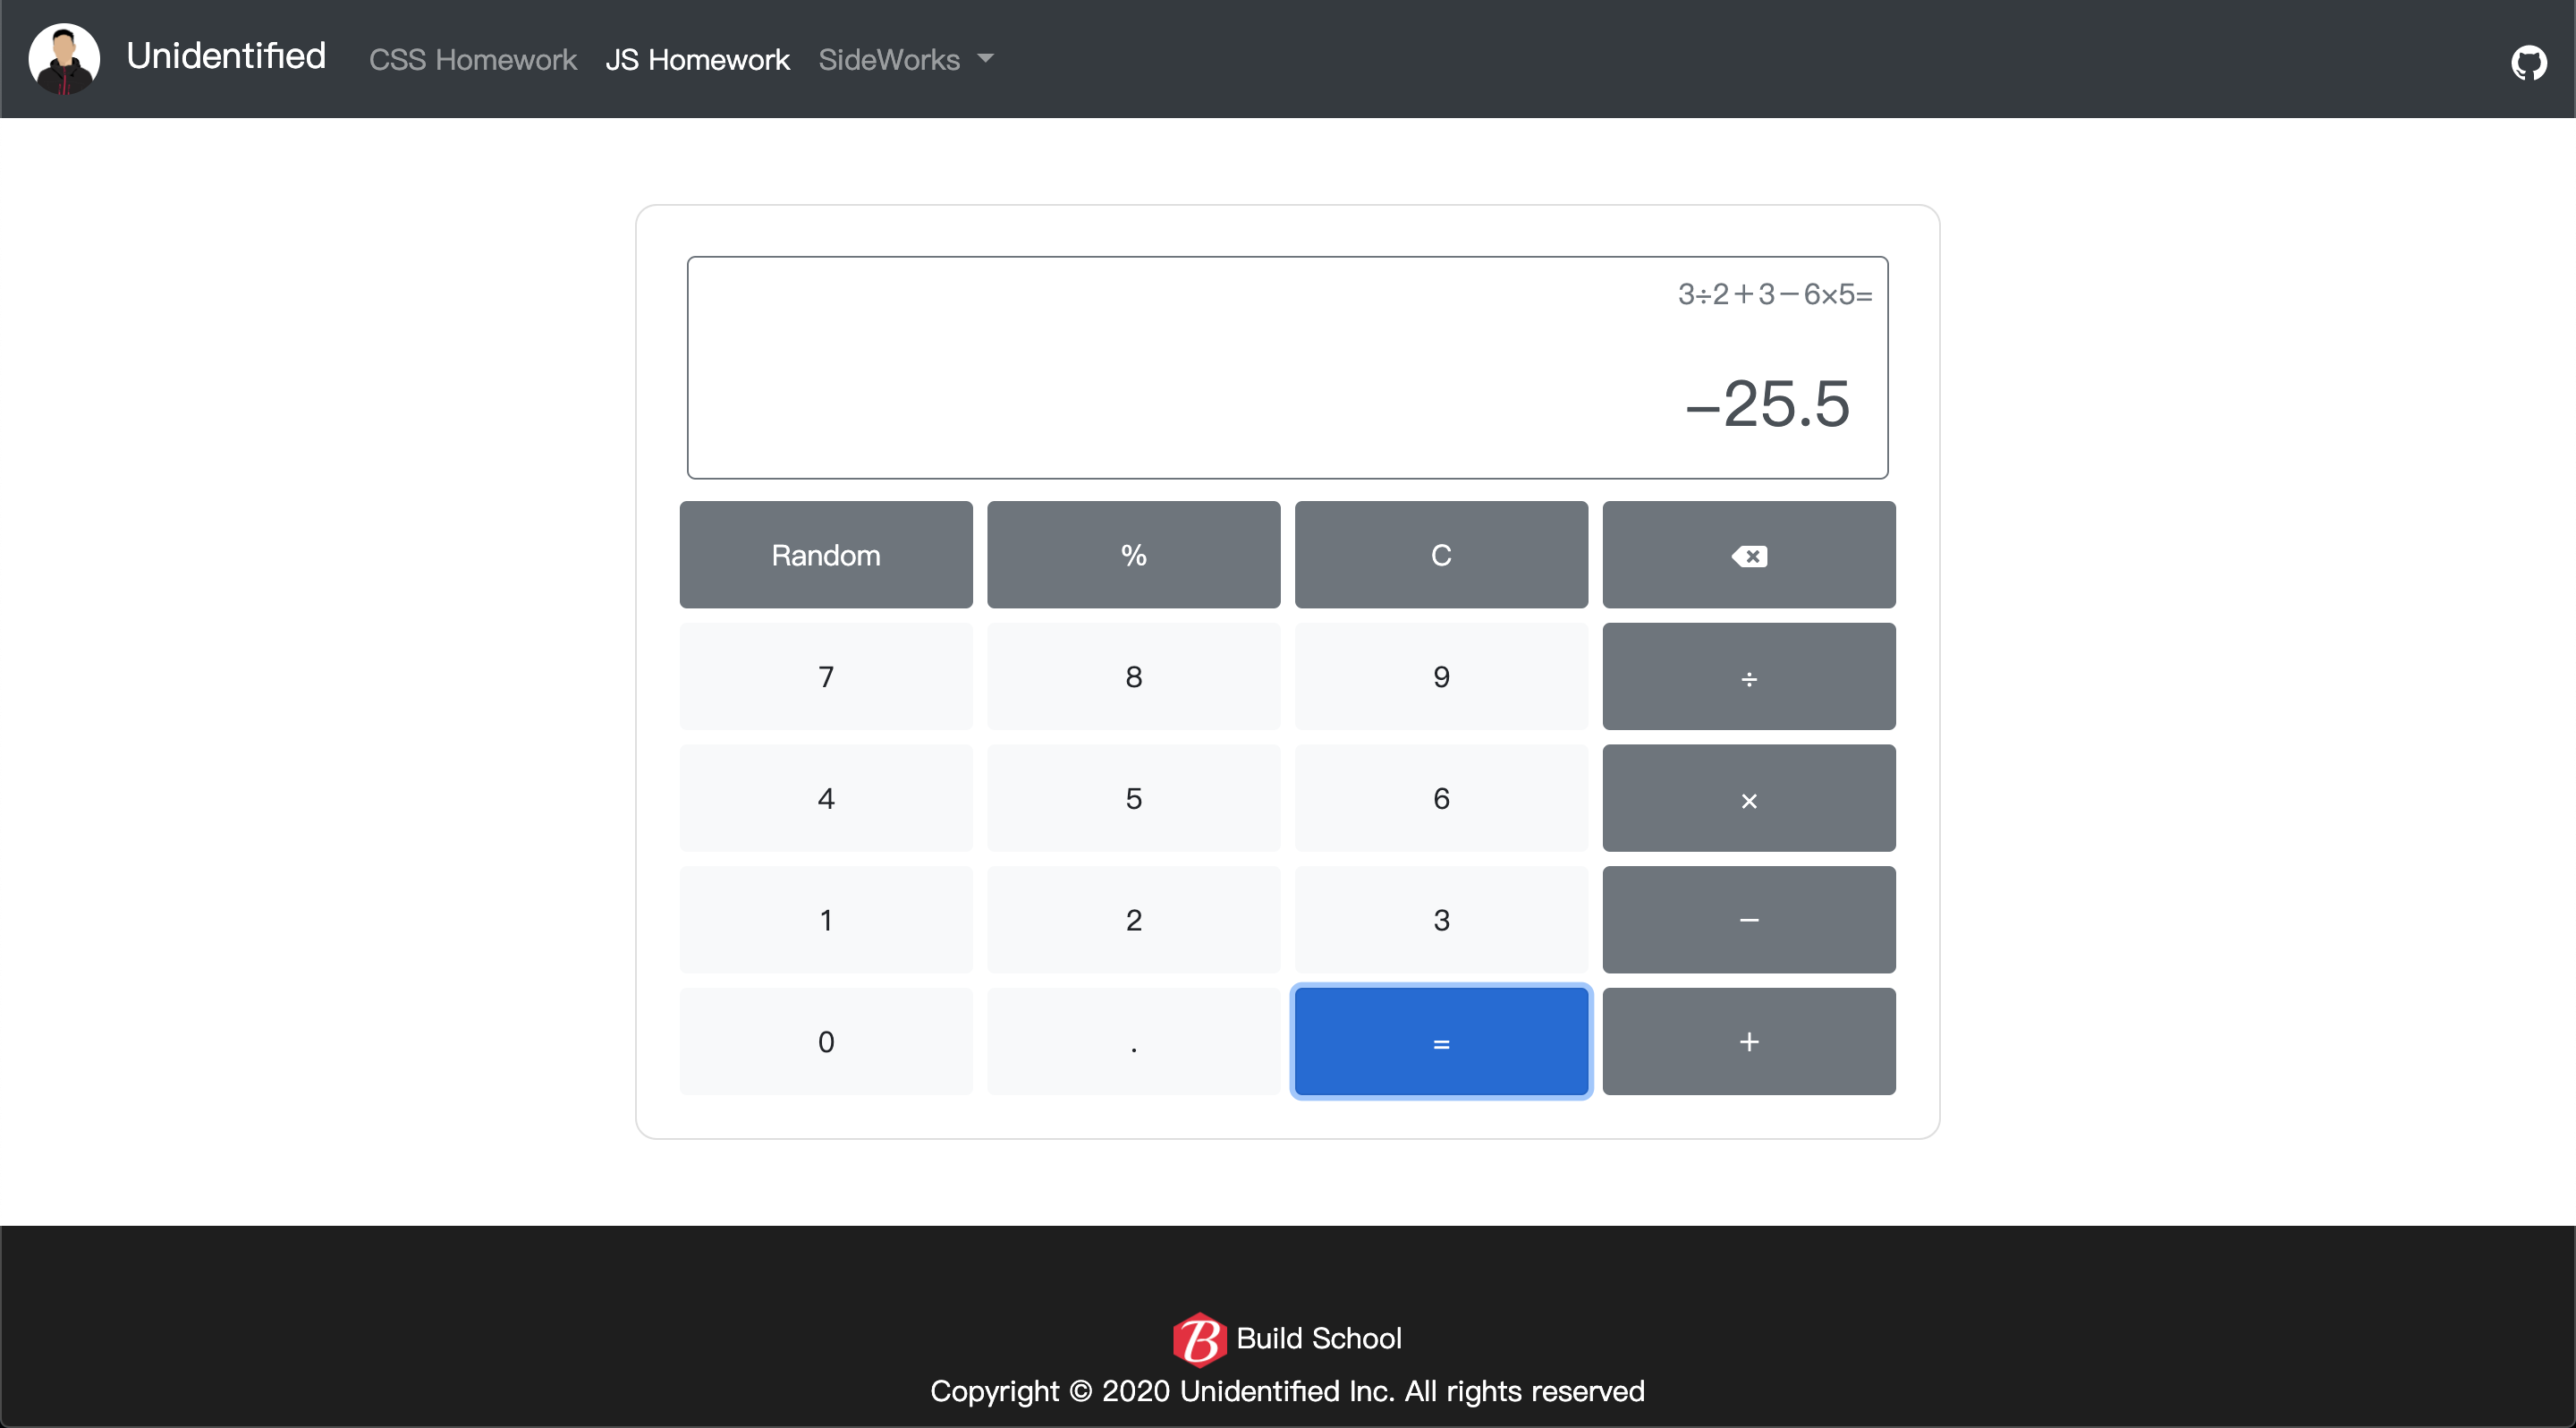 Unidentified CSS Homework JS Homework SideWorks
3÷2+3−6×5=
−25.5
Random % C
7 8 9 ÷
4 5 6 ×
1 2 3 −
0 . = +
B Build School
Copyright © 2020 Unidentified Inc. All rights reserved